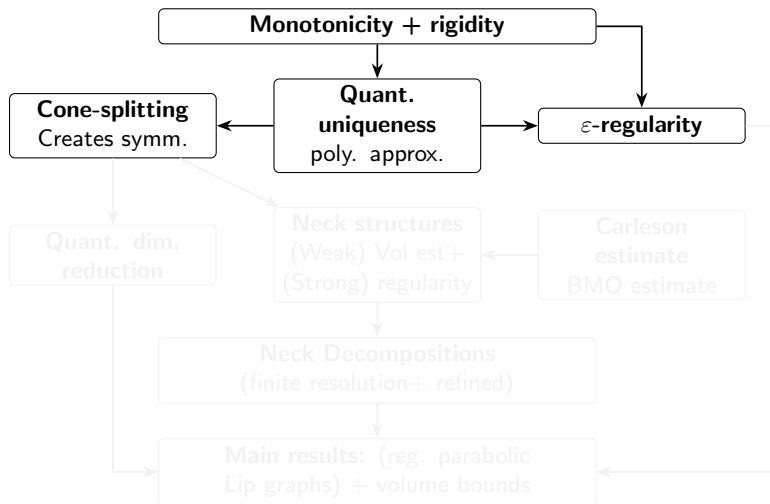 Monotonicity + rigidity
Cone-splitting
Creates symm.
Quant.
uniqueness
poly. approx.
ε-regularity
Quant. dim.
reduction
Neck structures
(Weak) Vol est+
(Strong) regularity
Carleson
estimate
BMO estimate
Neck Decompositions
(finite resolution+ refined)
Main results: (reg. parabolic
Lip graphs) + volume bounds